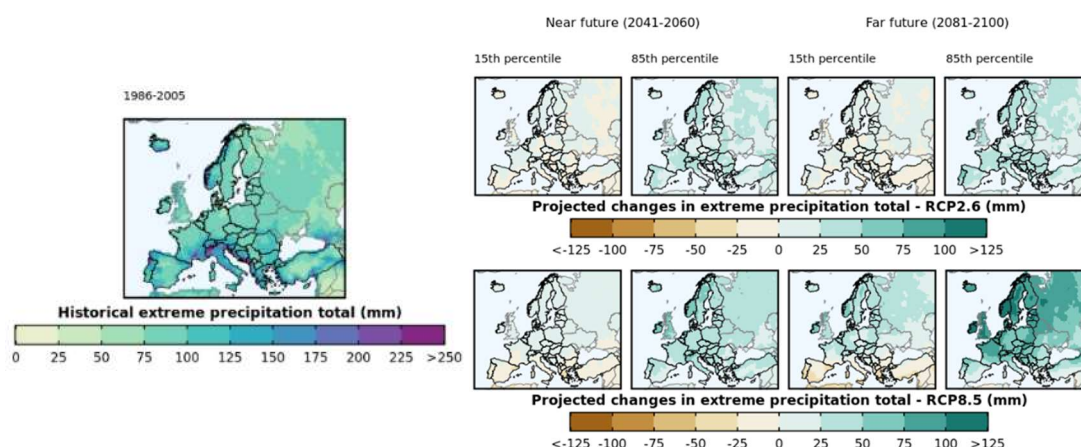 Near future (2041-2060) Far future (2081-2100)
15th percentile 85th percentile 15th percentile 85th percentile
1986-2005
Projected changes in extreme precipitation total - RCP2.6 (mm)
<-125 -100 -75 -50 -25 0 25 50 75 100 >125
Historical extreme precipitation total (mm)
0 25 50 75 100 125 150 175 200 225 >250
Projected changes in extreme precipitation total - RCP8.5 (mm)
<-125 -100 -75 -50 -25 0 25 50 75 100 >125